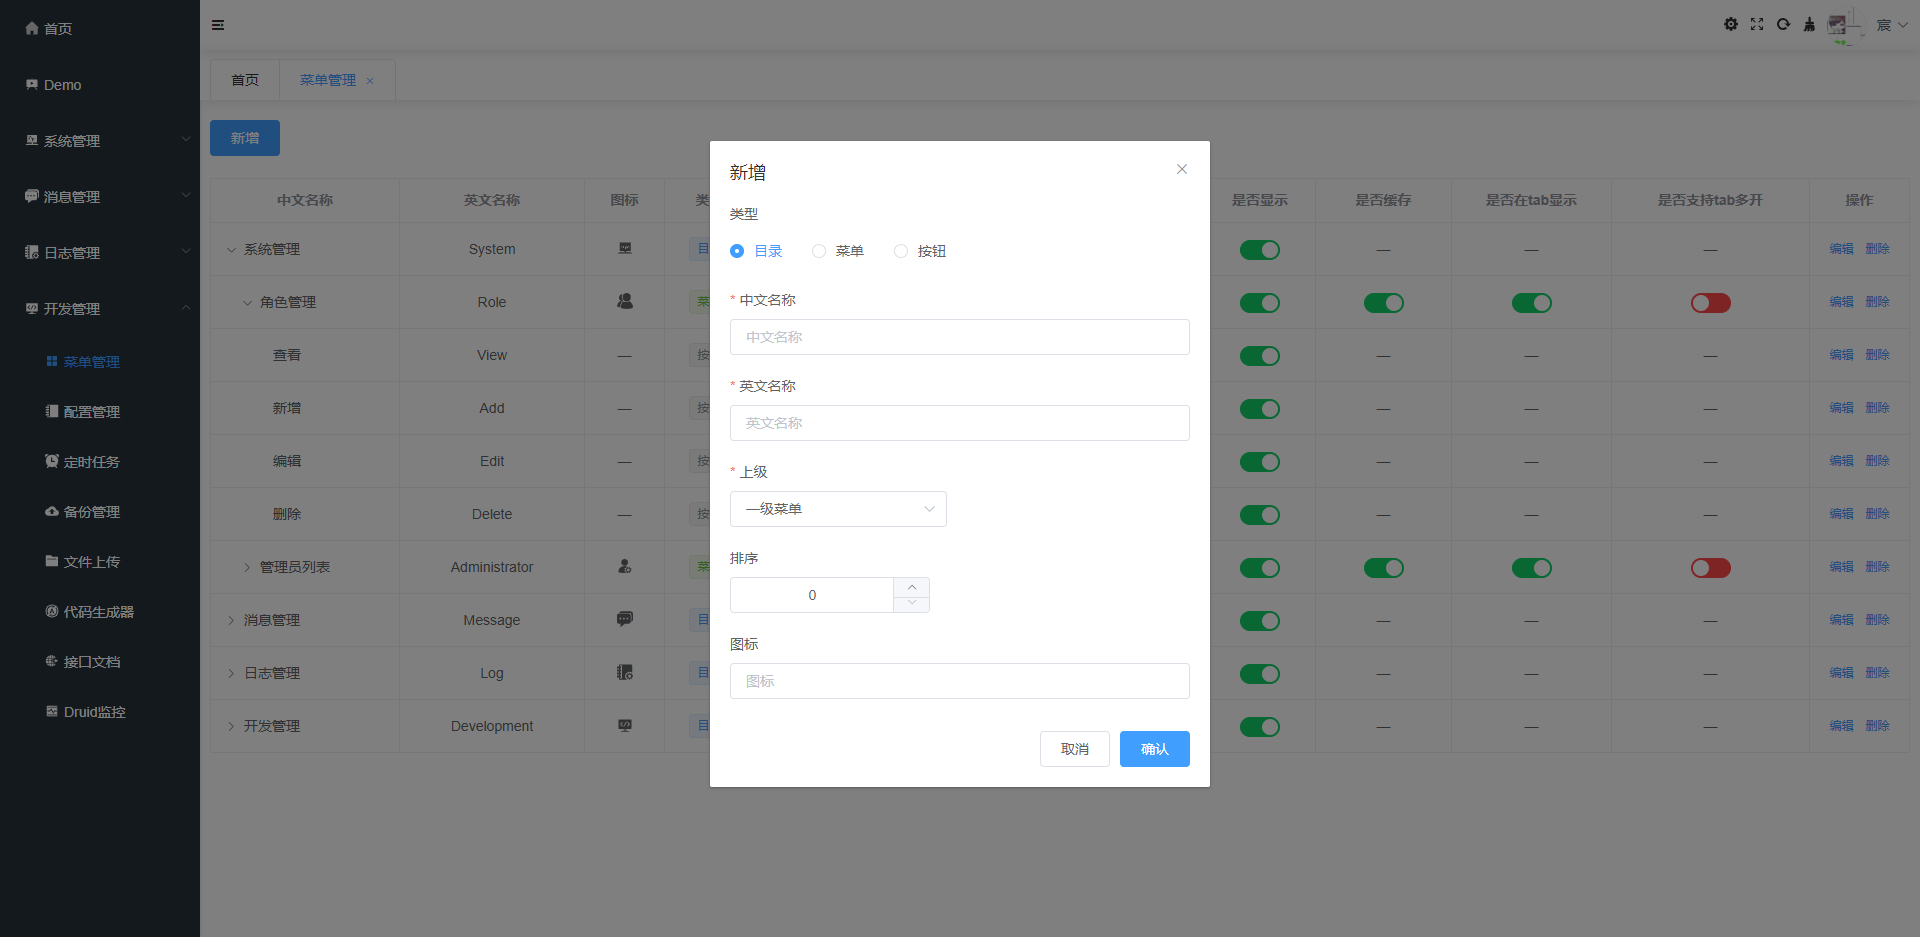 首页
Demo
系统管理
消息管理
日志管理
开发管理
菜单管理
配置管理
定时任务
备份管理
文件上传
代码生成器
接口文档
Druid监控
宸
首页 菜单管理
新增
中文名称 英文名称 图标 类 是否显示 是否缓存 是否在tab显示 是否支持tab多开 操作
系统管理 System 目 — — — 编辑 删除
角色管理 Role 菜 编辑 删除
查看 View — 按 — — — 编辑 删除
新增 Add — 按 — — — 编辑 删除
编辑 Edit — 按 — — — 编辑 删除
删除 Delete — 按 — — — 编辑 删除
管理员列表 Administrator 菜 编辑 删除
消息管理 Message 目 — — — 编辑 删除
日志管理 Log 目 — — — 编辑 删除
开发管理 Development 目 — — — 编辑 删除
新增
类型
目录 菜单 按钮
* 中文名称
中文名称
* 英文名称
英文名称
* 上级
一级菜单
排序
0
图标
图标
取消 确认